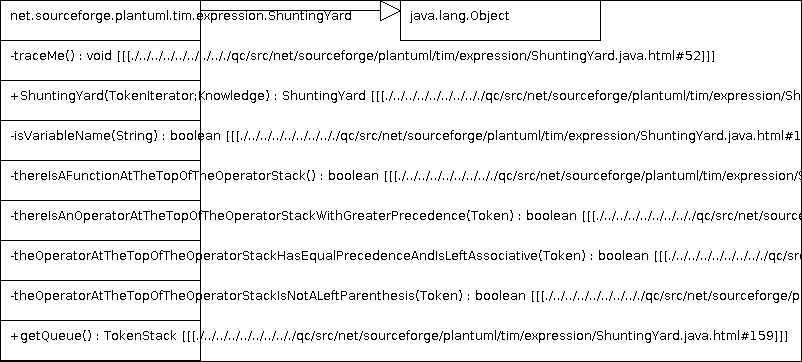 net.sourceforge.plantuml.tim.expression.ShuntingYard
java.lang.Object
-traceMe() : void [[[./../../../../../../../qc/src/net/sourceforge/plantuml/tim/expression/ShuntingYard.java.html#52]]]
+ShuntingYard(TokenIterator;Knowledge) : ShuntingYard [[[./../../../../../../../qc/src/net/sourceforge/plantuml/tim/expression/Sh
-isVariableName(String) : boolean [[[./../../../../../../../qc/src/net/sourceforge/plantuml/tim/expression/ShuntingYard.java.html#1
-thereIsAFunctionAtTheTopOfTheOperatorStack() : boolean [[[./../../../../../../../qc/src/net/sourceforge/plantuml/tim/expression/S
-thereIsAnOperatorAtTheTopOfTheOperatorStackWithGreaterPrecedence(Token) : boolean [[[./../../../../../../../qc/src/net/source
-theOperatorAtTheTopOfTheOperatorStackHasEqualPrecedenceAndIsLeftAssociative(Token) : boolean [[[./../../../../../../../qc/src
-theOperatorAtTheTopOfTheOperatorStackIsNotALeftParenthesis(Token) : boolean [[[./../../../../../../../qc/src/net/sourceforge/p
+getQueue() : TokenStack [[[./../../../../../../../qc/src/net/sourceforge/plantuml/tim/expression/ShuntingYard.java.html#159]]]